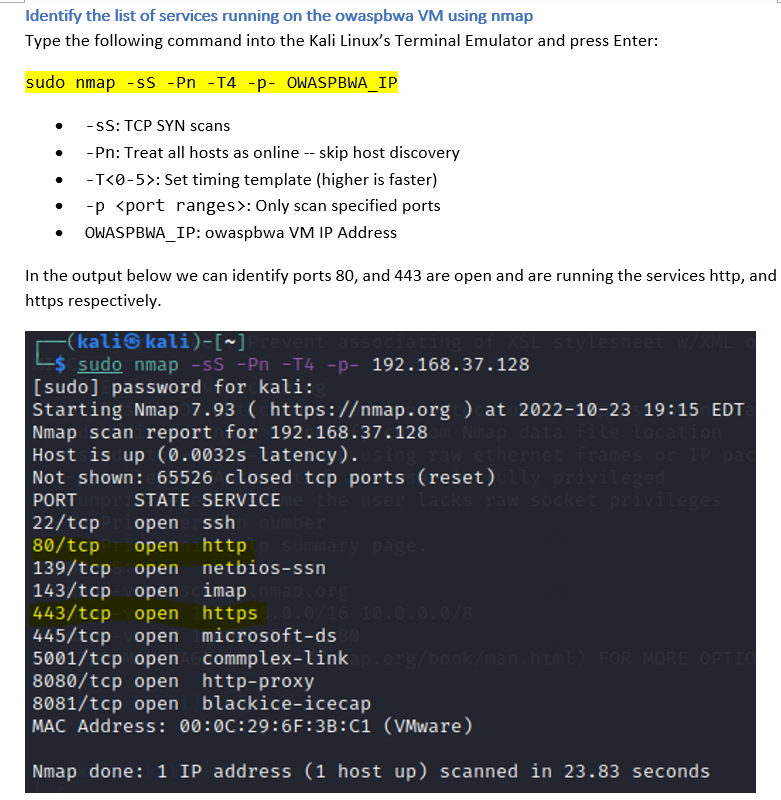 Identify the list of services running on the owaspbwa VM using nmap
Type the following command into the Kali Linux's Terminal Emulator and press Enter:
sudo nmap -sS -Pn -T4 -p- OWASPBWA_IP
• -sS: TCP SYN scans
• -Pn: Treat all hosts as online -- skip host discovery
• -T<0-5>: Set timing template (higher is faster)
• -p <port ranges>: Only scan specified ports
• OWASPBWA_IP: owaspbwa VM IP Address
In the output below we can identify ports 80, and 443 are open and are running the services http, and
https respectively.
┌──(kali㉿kali)-[~]
└─$ sudo nmap -sS -Pn -T4 -p- 192.168.37.128
[sudo] password for kali:
Starting Nmap 7.93 ( https://nmap.org ) at 2022-10-23 19:15 EDT
Nmap scan report for 192.168.37.128
Host is up (0.0032s latency).
Not shown: 65526 closed tcp ports (reset)
PORT     STATE SERVICE
22/tcp   open  ssh
80/tcp   open  http
139/tcp  open  netbios-ssn
143/tcp  open  imap
443/tcp  open  https
445/tcp  open  microsoft-ds
5001/tcp open  commplex-link
8080/tcp open  http-proxy
8081/tcp open  blackice-icecap
MAC Address: 00:0C:29:6F:3B:C1 (VMware)
Nmap done: 1 IP address (1 host up) scanned in 23.83 seconds